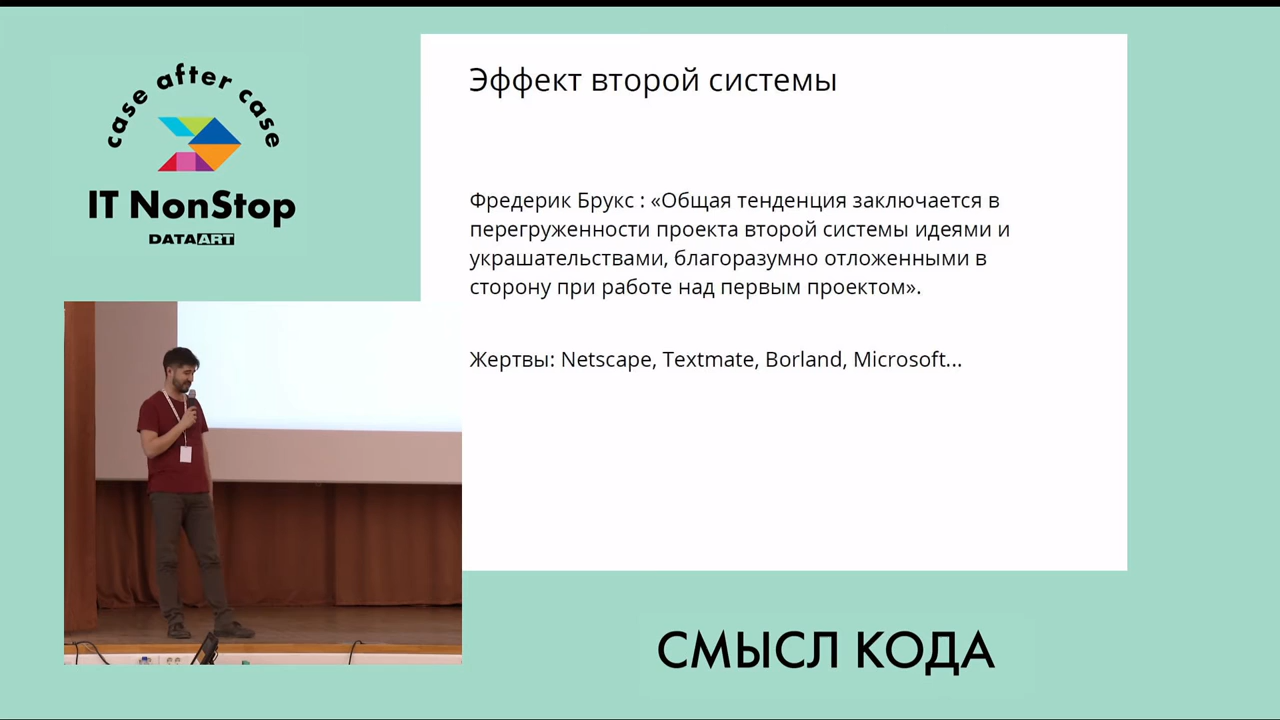 case after case
IT NonStop
DATAART
Эффект второй системы
Фредерик Брукс : «Общая тенденция заключается в
перегруженности проекта второй системы идеями и
украшательствами, благоразумно отложенными в
сторону при работе над первым проектом».
Жертвы: Netscape, Textmate, Borland, Microsoft...
СМЫСЛ КОДА